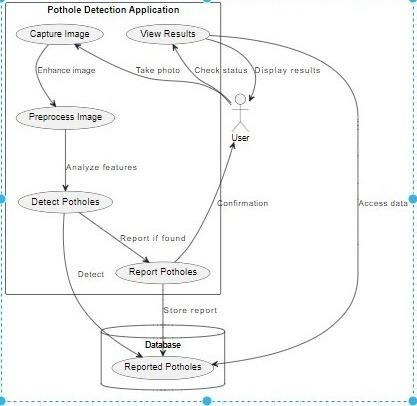 Pothole Detection Application
Capture Image
View Results
Enhance image
Take photo
Check status
Display results
Preprocess Image
User
Analyze features
Detect Potholes
Confirmation
Access data
Report if found
Detect
Report Potholes
Store report
Database
Reported Potholes